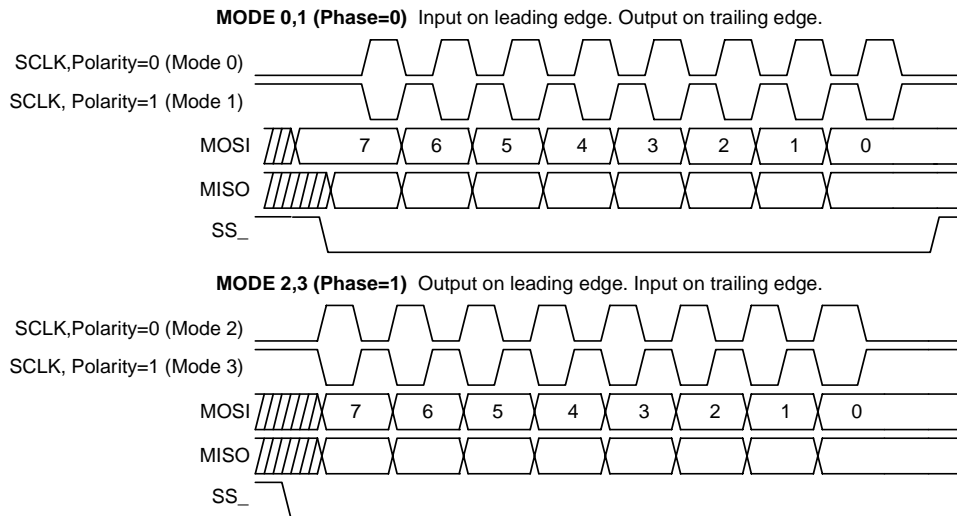 MODE 0,1 (Phase=0) Input on leading edge. Output on trailing edge.
SCLK,Polarity=0 (Mode 0)
SCLK, Polarity=1 (Mode 1)
MOSI 7 6 5 4 3 2 1 0
MISO
SS_
MODE 2,3 (Phase=1) Output on leading edge. Input on trailing edge.
SCLK,Polarity=0 (Mode 2)
SCLK, Polarity=1 (Mode 3)
MOSI 7 6 5 4 3 2 1 0
MISO
SS_